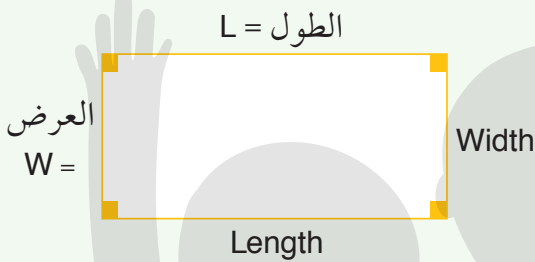 الطول = L
العرض
W =
Width
Length